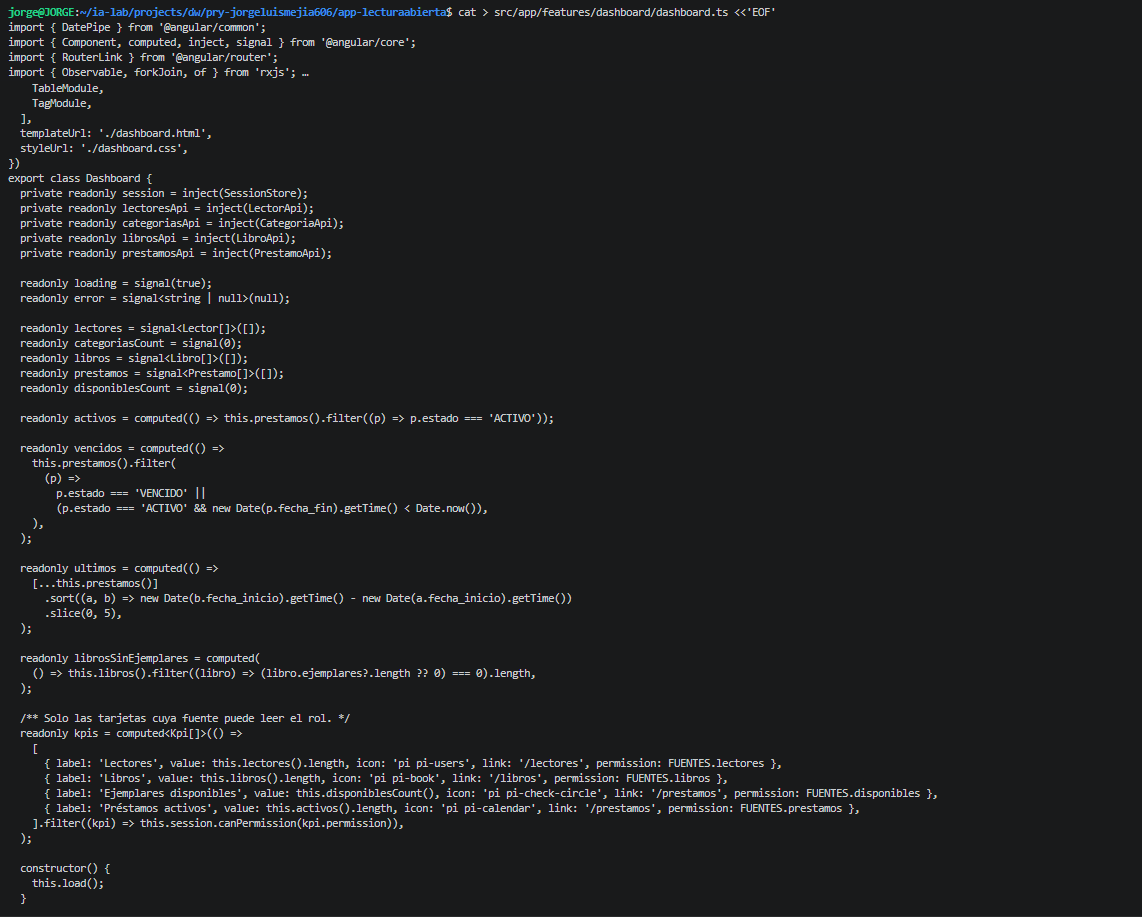 jorge@JORGE:~/ia-lab/projects/dw/pry-jorgeluismejia606/app-lecturaabierta$ cat > src/app/features/dashboard/dashboard.ts <<'EOF'
import { DatePipe } from '@angular/common';
import { Component, computed, inject, signal } from '@angular/core';
import { RouterLink } from '@angular/router';
import { Observable, forkJoin, of } from 'rxjs'; …
    TableModule,
    TagModule,
  ],
  templateUrl: './dashboard.html',
  styleUrl: './dashboard.css',
})
export class Dashboard {
  private readonly session = inject(SessionStore);
  private readonly lectoresApi = inject(LectorApi);
  private readonly categoriasApi = inject(CategoriaApi);
  private readonly librosApi = inject(LibroApi);
  private readonly prestamosApi = inject(PrestamoApi);

  readonly loading = signal(true);
  readonly error = signal<string | null>(null);

  readonly lectores = signal<Lector[]>([]);
  readonly categoriasCount = signal(0);
  readonly libros = signal<Libro[]>([]);
  readonly prestamos = signal<Prestamo[]>([]);
  readonly disponiblesCount = signal(0);

  readonly activos = computed(() => this.prestamos().filter((p) => p.estado === 'ACTIVO'));

  readonly vencidos = computed(() =>
    this.prestamos().filter(
      (p) =>
        p.estado === 'VENCIDO' ||
        (p.estado === 'ACTIVO' && new Date(p.fecha_fin).getTime() < Date.now()),
    ),
  );

  readonly ultimos = computed(() =>
    [...this.prestamos()]
      .sort((a, b) => new Date(b.fecha_inicio).getTime() - new Date(a.fecha_inicio).getTime())
      .slice(0, 5),
  );

  readonly librosSinEjemplares = computed(
    () => this.libros().filter((libro) => (libro.ejemplares?.length ?? 0) === 0).length,
  );

  /** Solo las tarjetas cuya fuente puede leer el rol. */
  readonly kpis = computed<Kpi[]>(() =>
    [
      { label: 'Lectores', value: this.lectores().length, icon: 'pi pi-users', link: '/lectores', permission: FUENTES.lectores },
      { label: 'Libros', value: this.libros().length, icon: 'pi pi-book', link: '/libros', permission: FUENTES.libros },
      { label: 'Ejemplares disponibles', value: this.disponiblesCount(), icon: 'pi pi-check-circle', link: '/prestamos', permission: FUENTES.disponibles },
      { label: 'Préstamos activos', value: this.activos().length, icon: 'pi pi-calendar', link: '/prestamos', permission: FUENTES.prestamos },
    ].filter((kpi) => this.session.canPermission(kpi.permission)),
  );

  constructor() {
    this.load();
  }